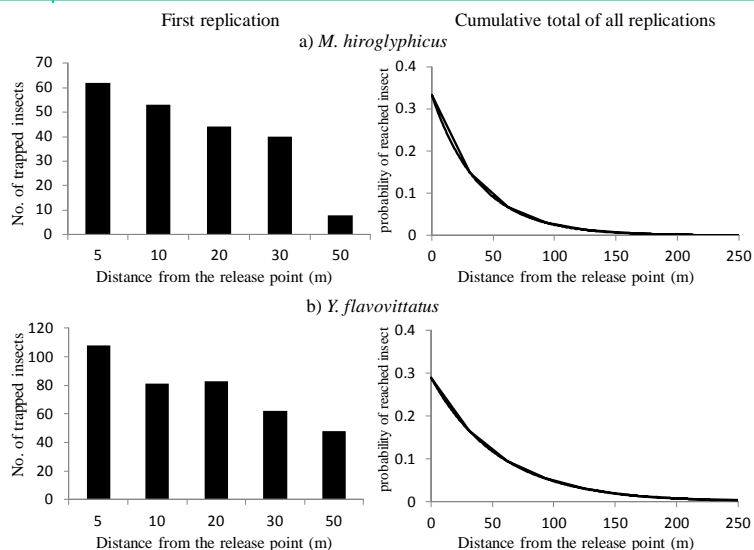 First replication
Cumulative total of all replications
a) M. hiroglyphicus
No. of trapped insects
70
60
50
40
30
20
10
0
5 10 20 30 50
Distance from the release point (m)
probability of reached insect
0.4
0.3
0.2
0.1
0
0 50 100 150 200 250
Distance from the release point (m)
b) Y. flavovittatus
No. of trapped insects
120
100
80
60
40
20
0
5 10 20 30 50
Distance from the release point (m)
probability of reached insect
0.4
0.3
0.2
0.1
0
0 50 100 150 200 250
Distance from the release point (m)